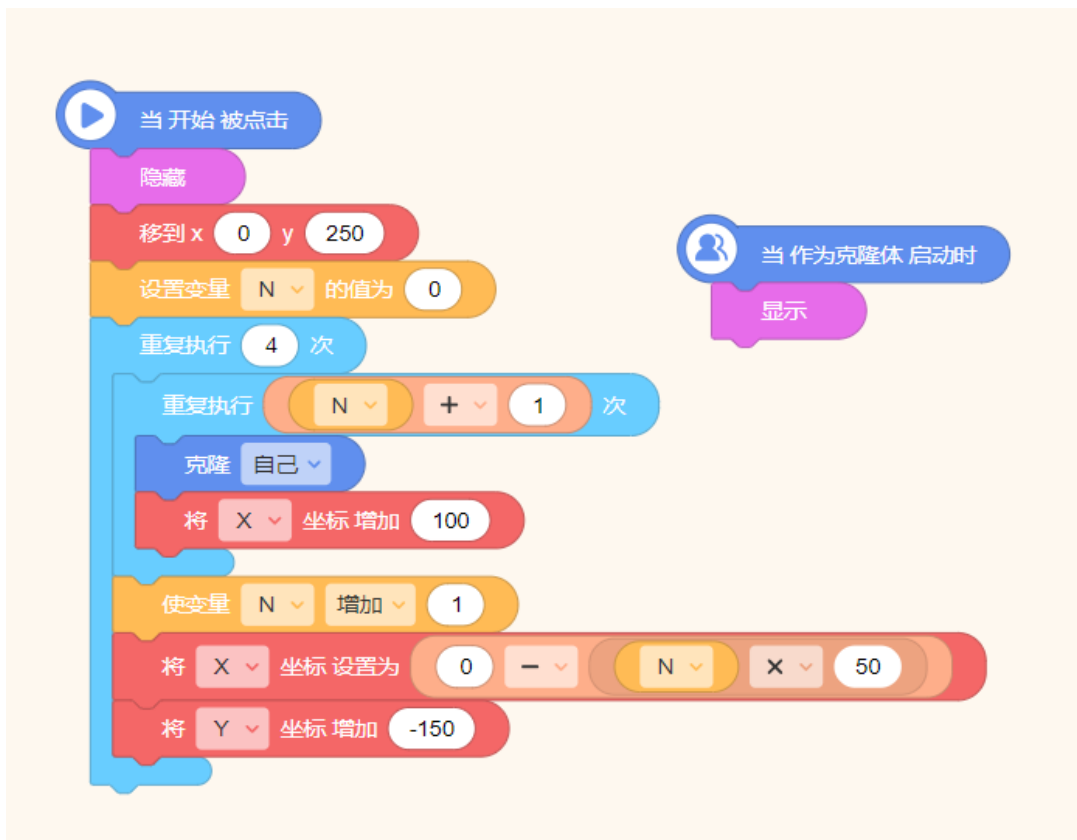 当 开始 被点击
隐藏
移到 x 0 y 250
设置变量 N 的值为 0
重复执行 4 次
重复执行 N + 1 次
克隆 自己
将 X 坐标 增加 100
使变量 N 增加 1
将 X 坐标 设置为 0 - N × 50
将 Y 坐标 增加 -150
当 作为克隆体 启动时
显示